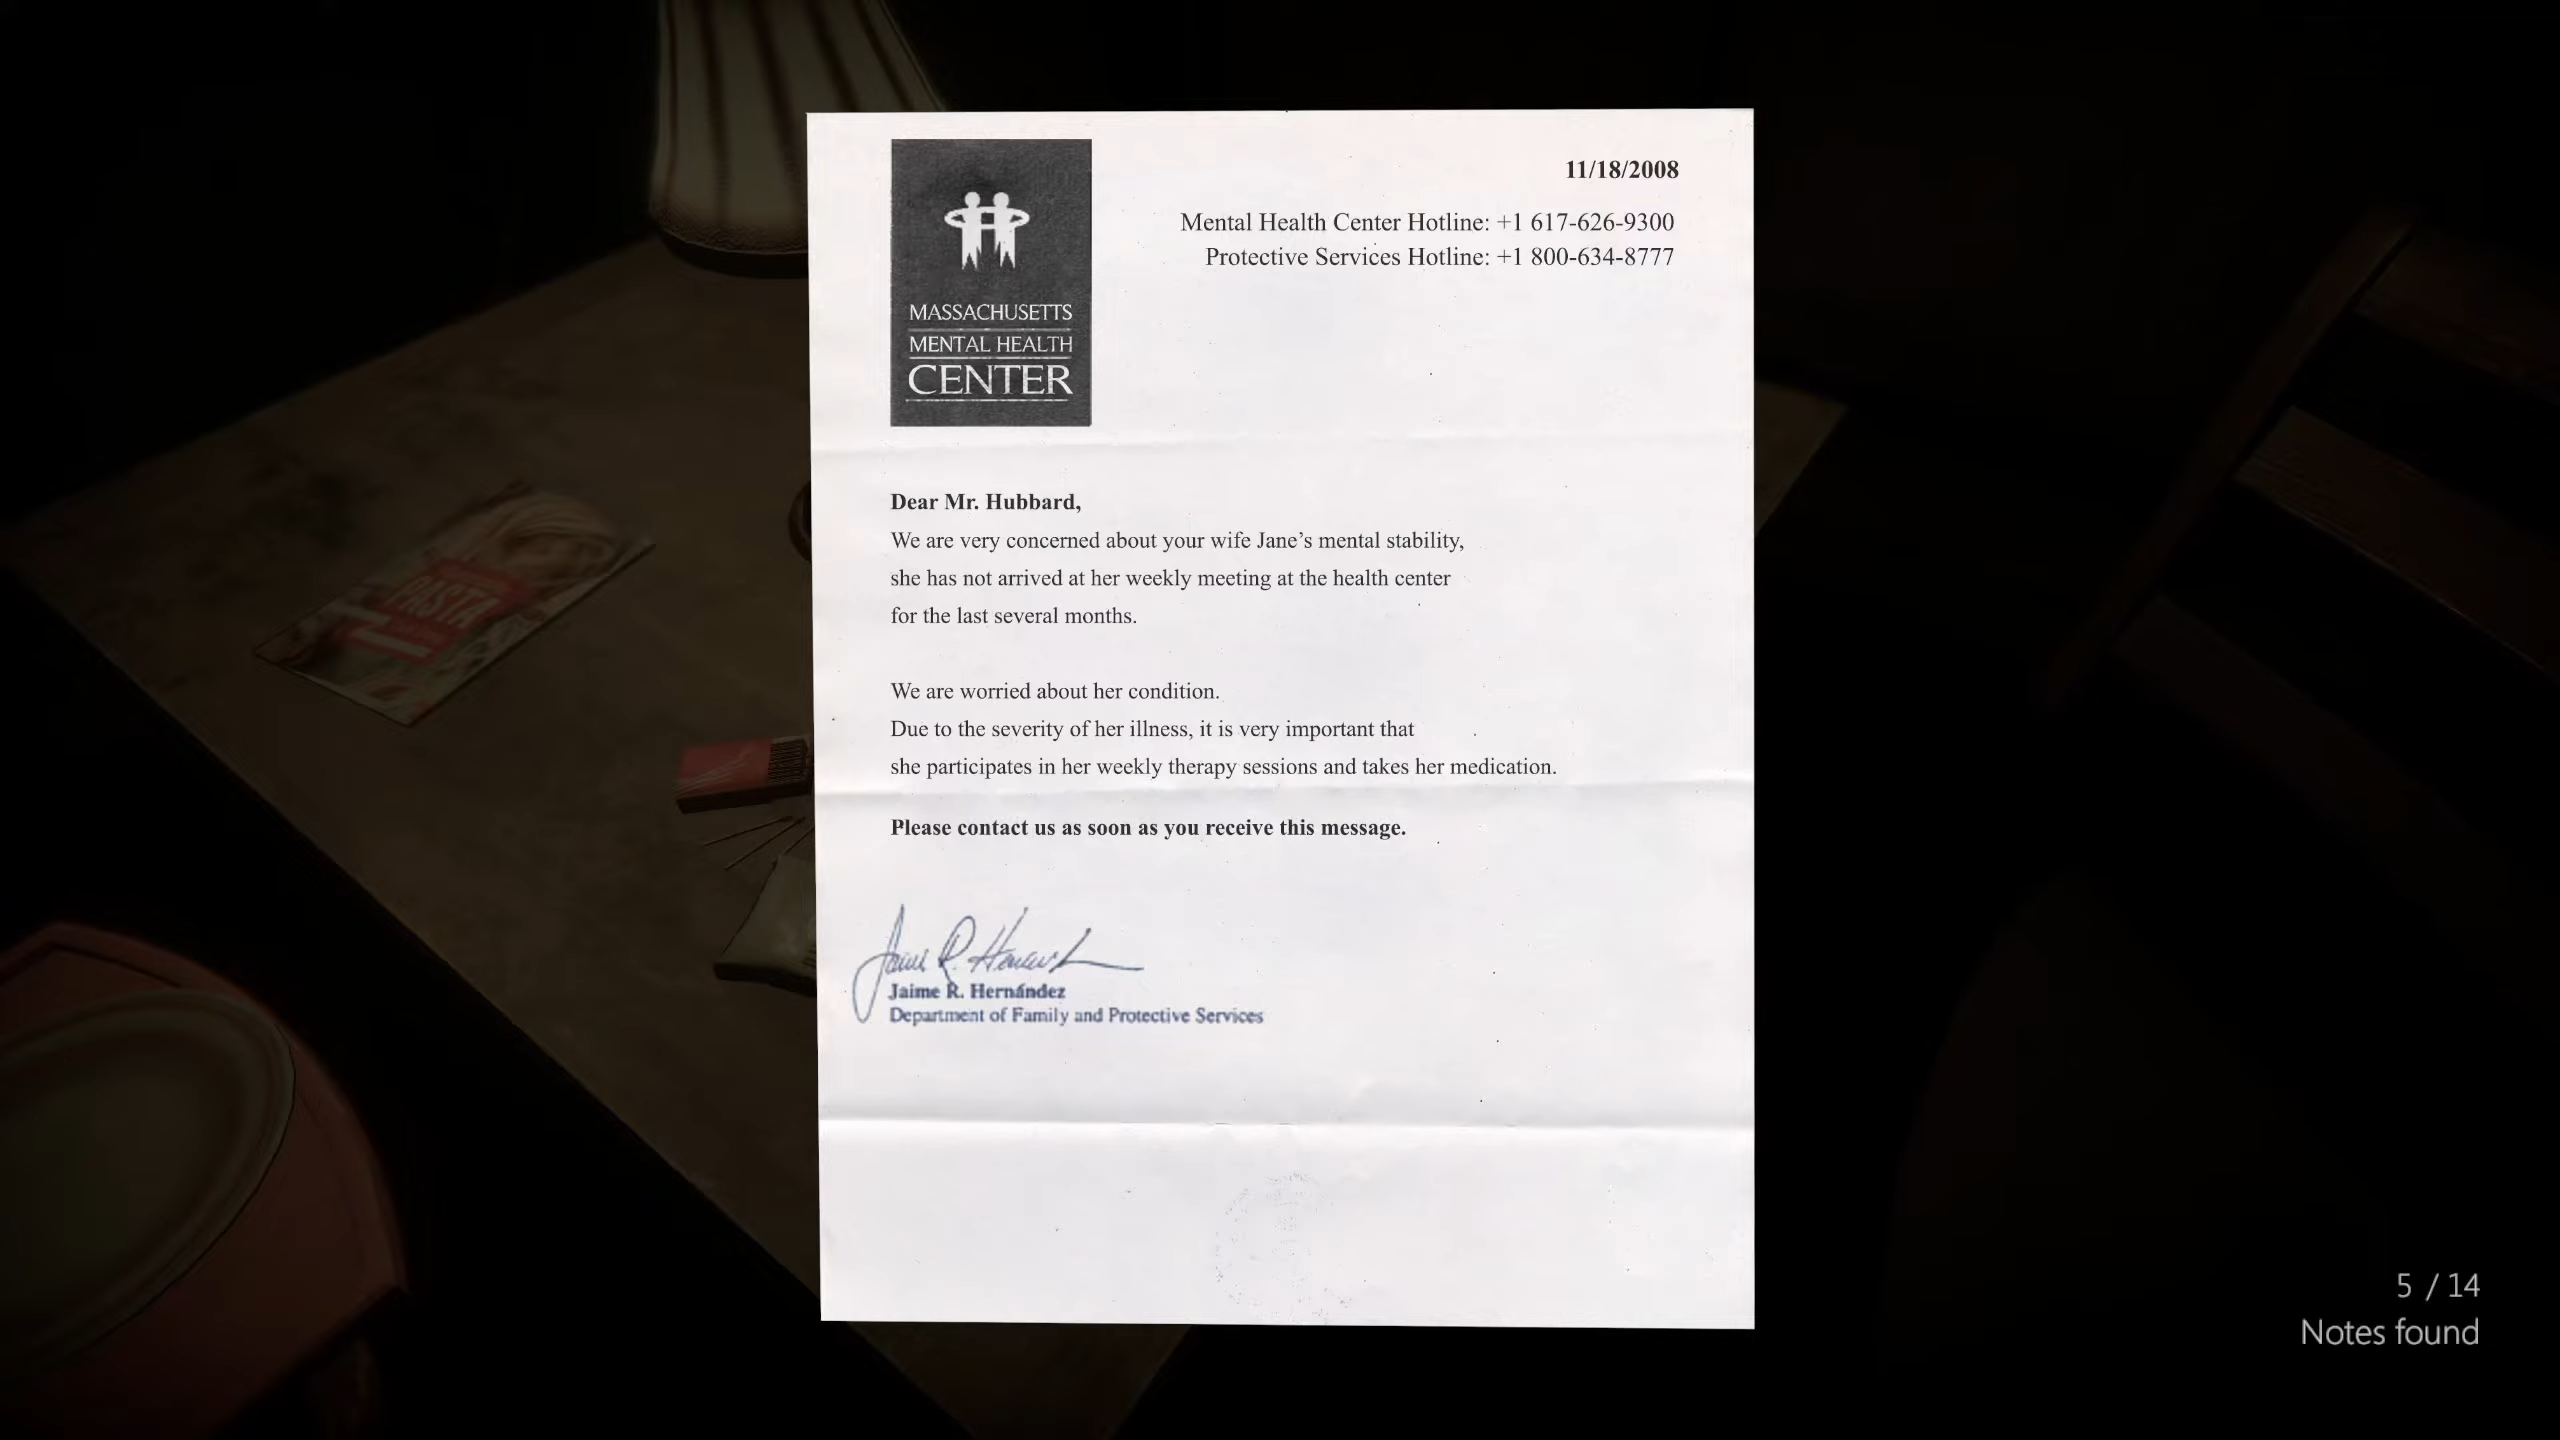 11/18/2008
Mental Health Center Hotline: +1 617-626-9300
Protective Services Hotline: +1 800-634-8777
MASSACHUSETTS
MENTAL HEALTH
CENTER
Dear Mr. Hubbard,
We are very concerned about your wife Jane’s mental stability,
she has not arrived at her weekly meeting at the health center
for the last several months.
We are worried about her condition.
Due to the severity of her illness, it is very important that
she participates in her weekly therapy sessions and takes her medication.
Please contact us as soon as you receive this message.
Jaime R. Hernández
Department of Family and Protective Services
PASTA
5 / 14
Notes found